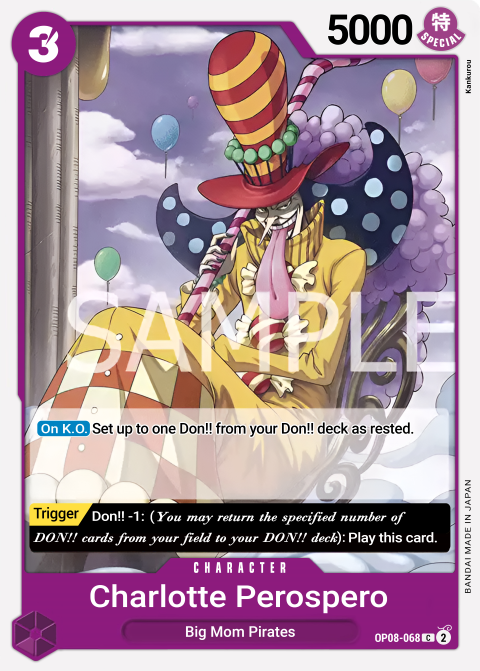 3
5000
特
SPECIAL
Kankurou
SAMPLE
On K.O. Set up to one Don!! from your Don!! deck as rested.
Trigger Don!! -1: (You may return the specified number of
DON!! cards from your field to your DON!! deck): Play this card.
CHARACTER
Charlotte Perospero
Big Mom Pirates
OP08-068 C 2
BANDAI MADE IN JAPAN